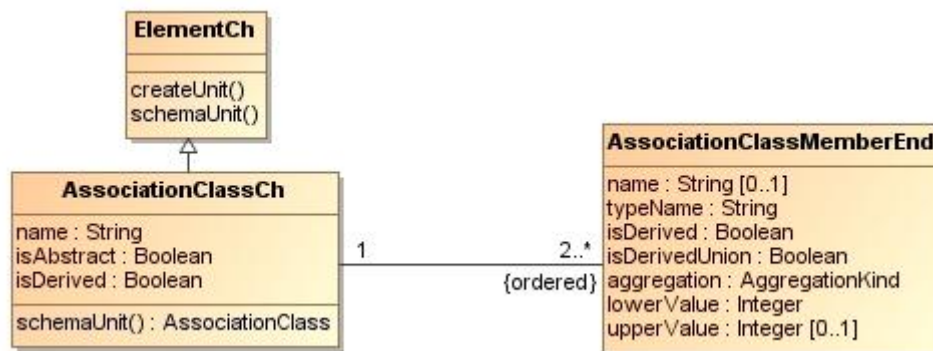 ElementCh
createUnit()
schemaUnit()
AssociationClassCh
name : String
isAbstract : Boolean
isDerived : Boolean
schemaUnit() : AssociationClass
1
2..*
{ordered}
AssociationClassMemberEnd
name : String [0..1]
typeName : String
isDerived : Boolean
isDerivedUnion : Boolean
aggregation : AggregationKind
lowerValue : Integer
upperValue : Integer [0..1]